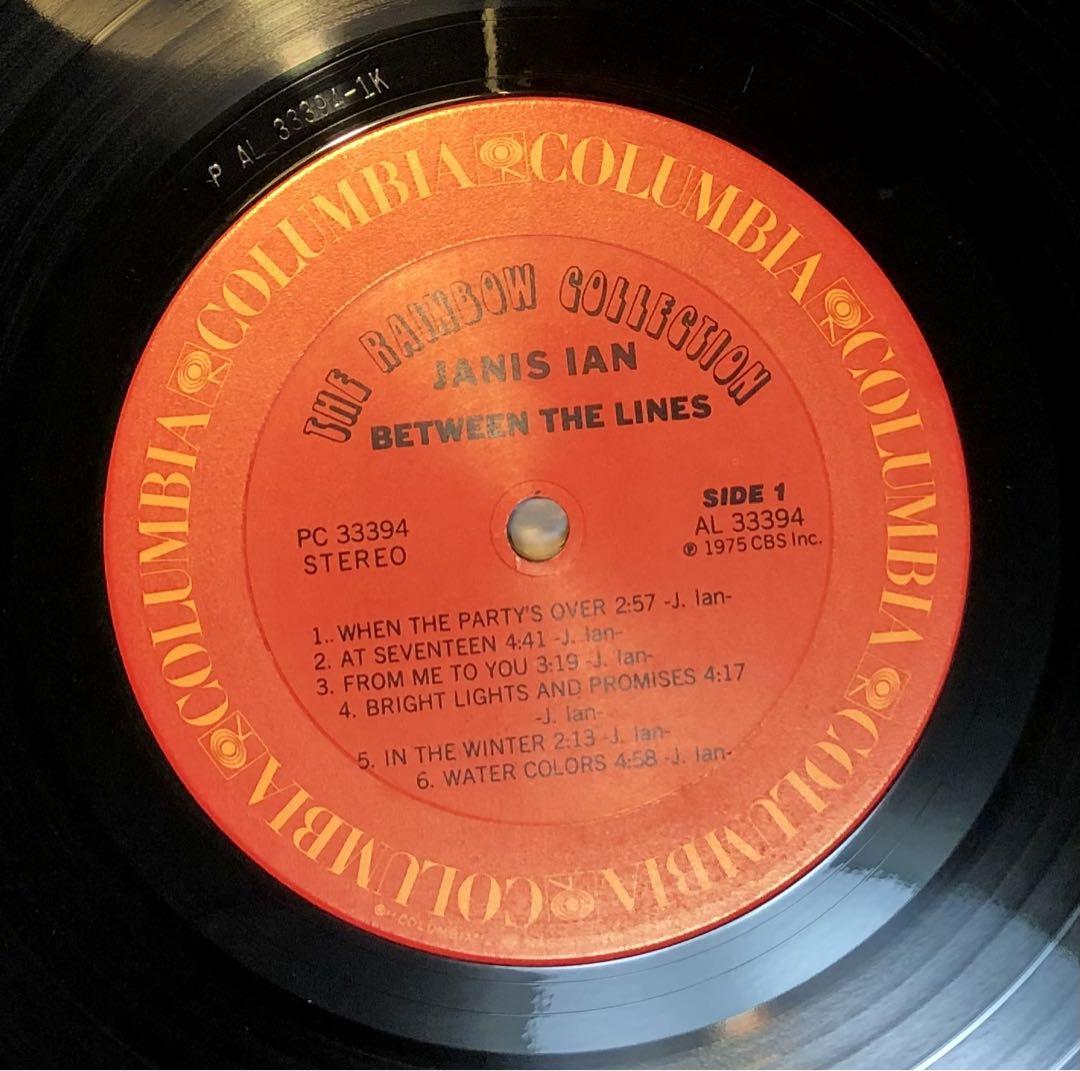 P AL 33394-1K
COLUMBIA COLUMBIA COLUMBIA COLUMBIA COLUMBIA COLUMBIA COLUMBIA
THE RAINBOW COLLECTION
JANIS IAN
BETWEEN THE LINES
SIDE 1
PC 33394
AL 33394
STEREO
℗ 1975 CBS Inc.
1.. WHEN THE PARTY'S OVER 2:57 -J. Ian-
2. AT SEVENTEEN 4:41 -J. Ian-
3. FROM ME TO YOU 3:19 -J. Ian-
4. BRIGHT LIGHTS AND PROMISES 4:17
-J. Ian-
5. IN THE WINTER 2:13 -J. Ian-
6. WATER COLORS 4:58 -J. Ian-